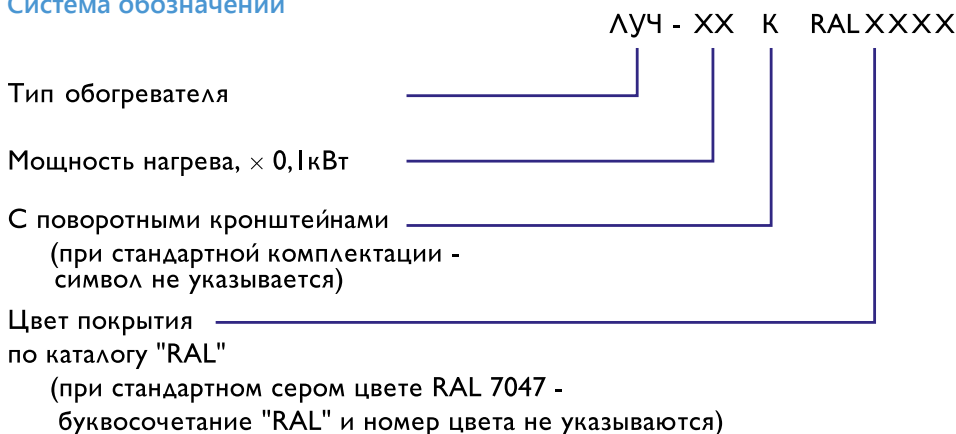 Система обозначений
ЛУЧ - ХХ К RAL XXXX
Тип обогревателя
Мощность нагрева, × 0,1кВт
С поворотными кронштейнами
(при стандартной комплектации -
символ не указывается)
Цвет покрытия
по каталогу "RAL"
(при стандартном сером цвете RAL 7047 -
буквосочетание "RAL" и номер цвета не указываются)